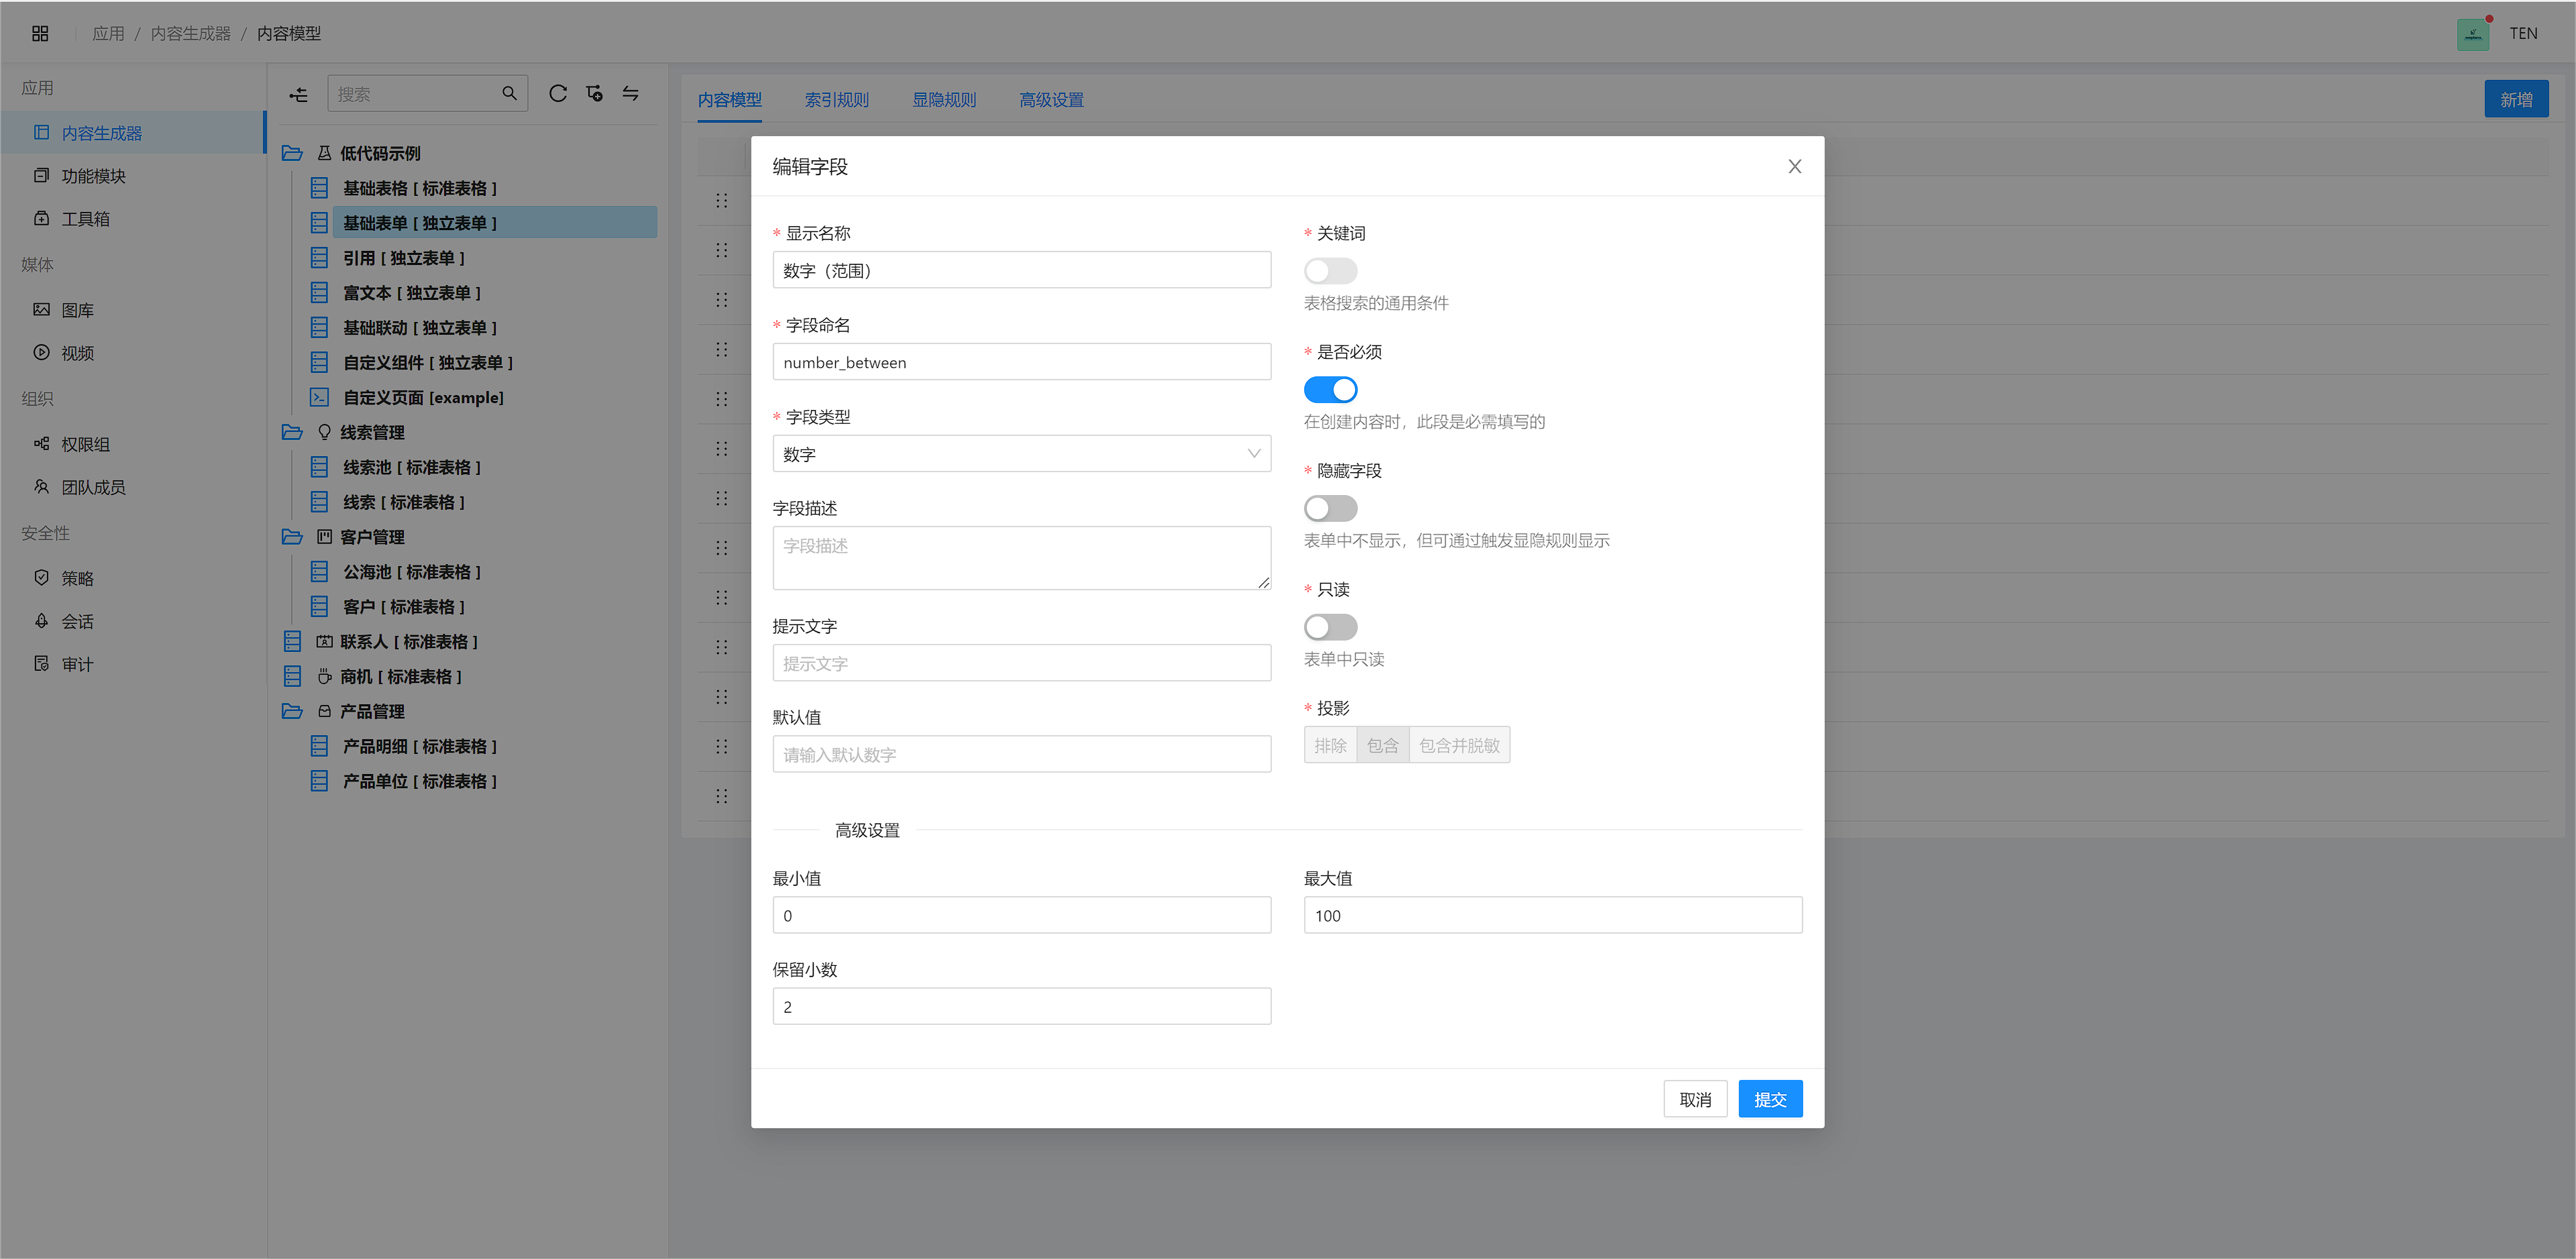 应用 / 内容生成器 / 内容模型
TEN
应用
内容生成器
功能模块
工具箱
媒体
图库
视频
组织
权限组
团队成员
安全性
策略
会话
审计
搜索
低代码示例
基础表格 [ 标准表格 ]
基础表单 [ 独立表单 ]
引用 [ 独立表单 ]
富文本 [ 独立表单 ]
基础联动 [ 独立表单 ]
自定义组件 [ 独立表单 ]
自定义页面 [example]
线索管理
线索池 [ 标准表格 ]
线索 [ 标准表格 ]
客户管理
公海池 [ 标准表格 ]
客户 [ 标准表格 ]
联系人 [ 标准表格 ]
商机 [ 标准表格 ]
产品管理
产品明细 [ 标准表格 ]
产品单位 [ 标准表格 ]
内容模型 索引规则 显隐规则 高级设置
新增
编辑字段
* 显示名称
数字（范围）
* 字段命名
number_between
* 字段类型
数字
字段描述
字段描述
提示文字
提示文字
默认值
请输入默认数字
* 关键词
表格搜索的通用条件
* 是否必须
在创建内容时，此段是必需填写的
* 隐藏字段
表单中不显示，但可通过触发显隐规则显示
* 只读
表单中只读
* 投影
排除 包含 包含并脱敏
高级设置
最小值
0
最大值
100
保留小数
2
取消 提交